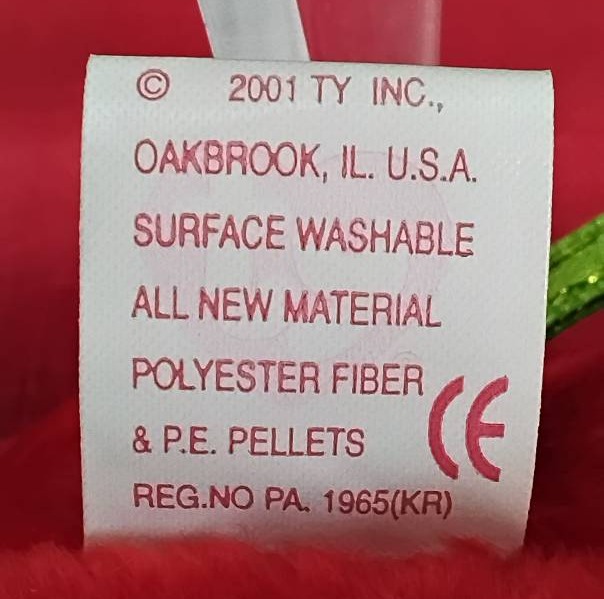 © 2001 TY INC.,
OAKBROOK, IL. U.S.A.
SURFACE WASHABLE
ALL NEW MATERIAL
POLYESTER FIBER
& P.E. PELLETS CE
REG.NO PA. 1965(KR)